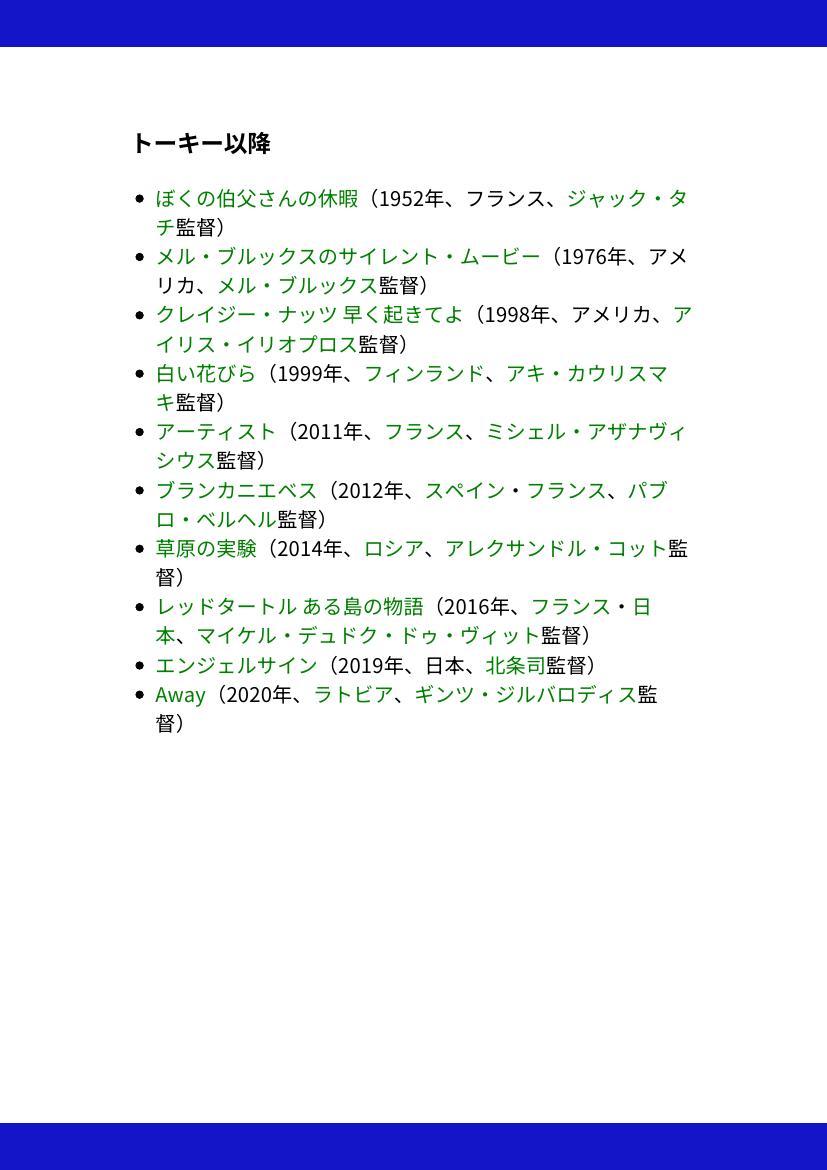 トーキー以降
ぼくの伯父さんの休暇（1952年、フランス、ジャック・タ
チ監督）
メル・ブルックスのサイレント・ムービー（1976年、アメ
リカ、メル・ブルックス監督）
クレイジー・ナッツ 早く起きてよ（1998年、アメリカ、ア
イリス・イリオプロス監督）
白い花びら（1999年、フィンランド、アキ・カウリスマ
キ監督）
アーティスト（2011年、フランス、ミシェル・アザナヴィ
シウス監督）
ブランカニエベス（2012年、スペイン・フランス、パブ
ロ・ベルヘル監督）
草原の実験（2014年、ロシア、アレクサンドル・コット監
督）
レッドタートル ある島の物語（2016年、フランス・日
本、マイケル・デュドク・ドゥ・ヴィット監督）
エンジェルサイン（2019年、日本、北条司監督）
Away（2020年、ラトビア、ギンツ・ジルバロディス監
督）